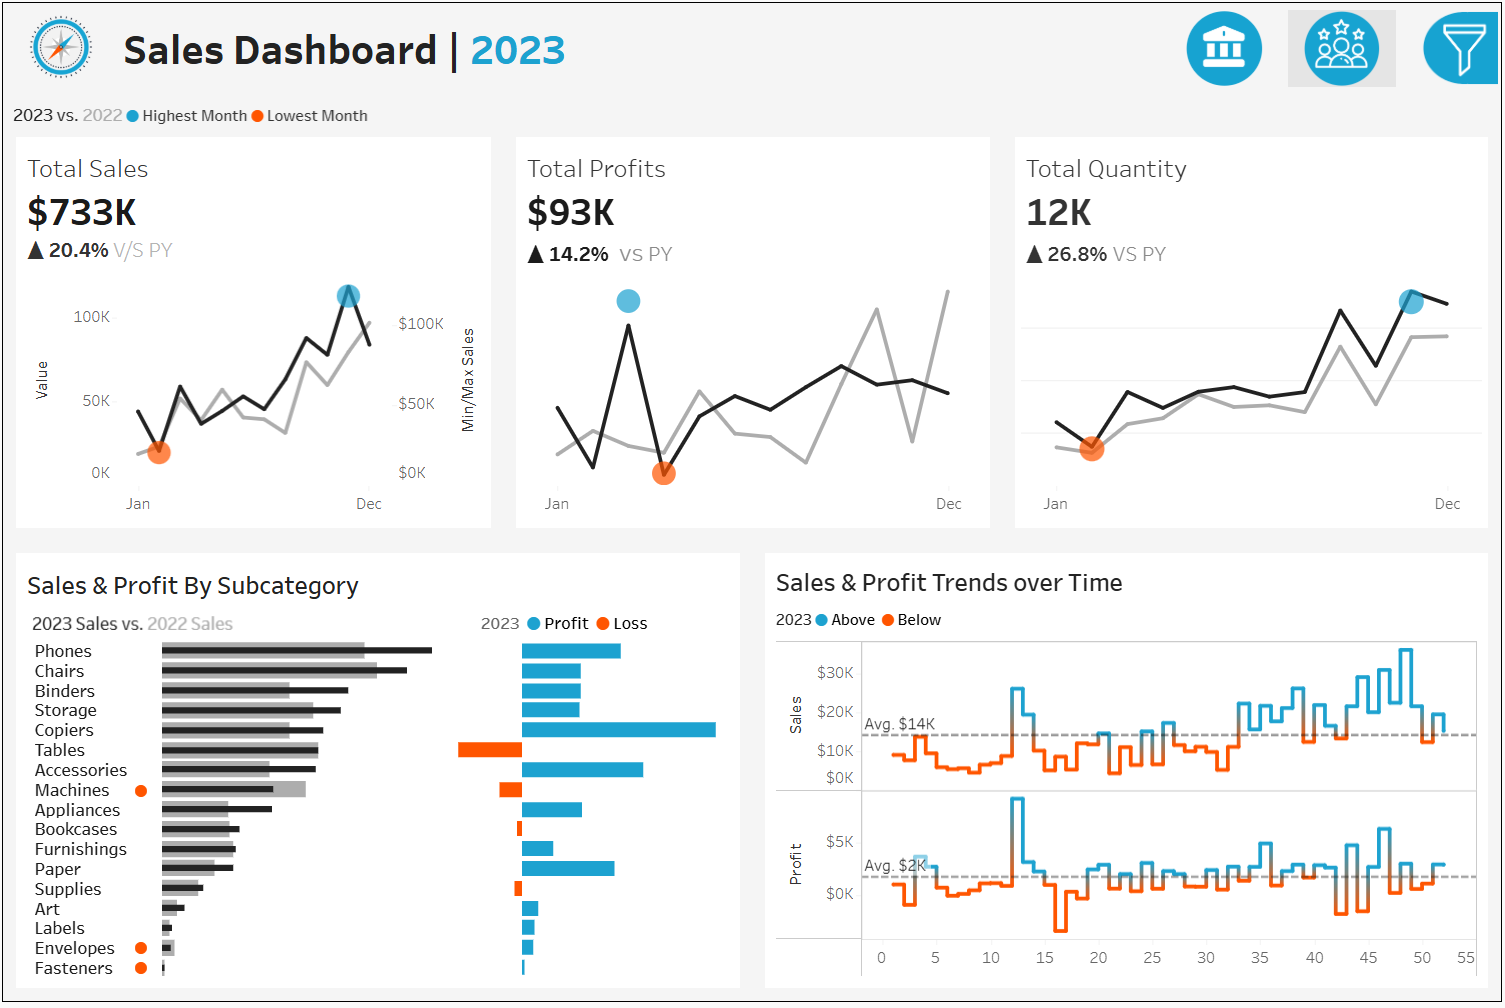 Sales Dashboard | 2023
2023 vs. 2022 Highest Month Lowest Month
Total Sales
$733K
▲ 20.4% V/S PY
100K
50K
0K
Value
$100K
$50K
$0K
Min/Max Sales
Jan Dec
Total Profits
$93K
▲ 14.2% vs PY
Jan Dec
Total Quantity
12K
▲ 26.8% VS PY
Jan Dec
Sales & Profit By Subcategory
2023 Sales vs. 2022 Sales
2023 Profit Loss
Phones
Chairs
Binders
Storage
Copiers
Tables
Accessories
Machines
Appliances
Bookcases
Furnishings
Paper
Supplies
Art
Labels
Envelopes
Fasteners
Sales & Profit Trends over Time
2023 Above Below
Sales
$30K
$20K
$10K
$0K
Avg. $14K
Profit
$5K
$0K
Avg. $2K
0 5 10 15 20 25 30 35 40 45 50 55